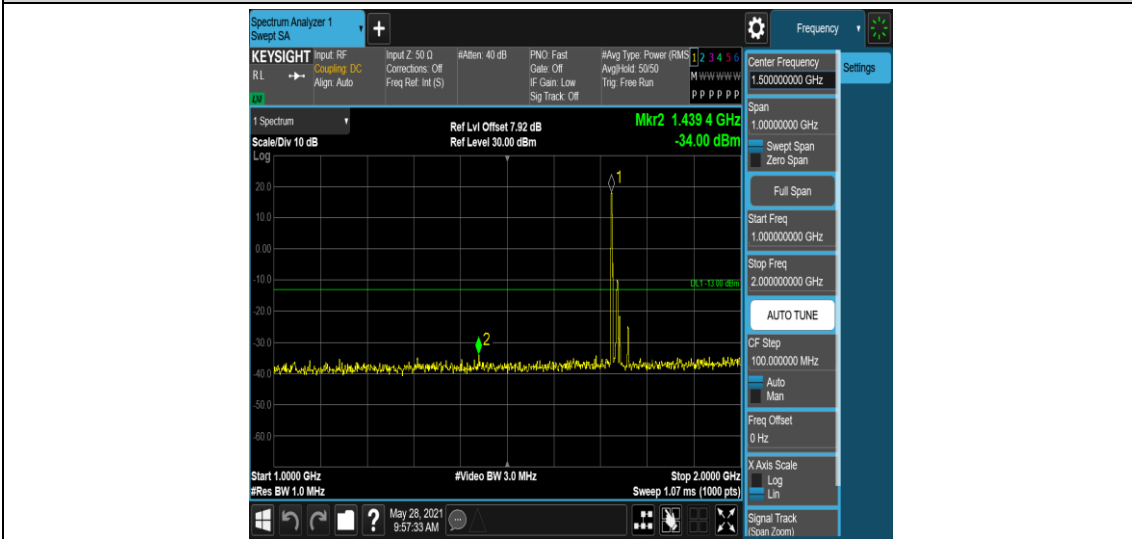 Spectrum Analyzer 1
Swept SA
+
Frequency
KEYSIGHT
RL
LXI
Input: RF
Coupling: DC
Align: Auto
Input Z: 50 Ω
Corrections: Off
Freq Ref: Int (S)
#Atten: 40 dB
PNO: Fast
Gate: Off
IF Gain: Low
Sig Track: Off
#Avg Type: Power (RMS
Avg|Hold: 50/50
Trig: Free Run
1 2 3 4 5 6
M W W W W W
P P P P P P
1 Spectrum
Scale/Div 10 dB
Log
Ref Lvl Offset 7.92 dB
Ref Level 30.00 dBm
Mkr2 1.439 4 GHz
-34.00 dBm
1
20.0
10.0
0.00
-10.0
DL1 -13.00 dBm
-20.0
-30.0
2
-40.0
-50.0
-60.0
Start 1.0000 GHz
#Res BW 1.0 MHz
#Video BW 3.0 MHz
Stop 2.0000 GHz
Sweep 1.07 ms (1000 pts)
?
May 28, 2021
9:57:33 AM
Center Frequency
1.500000000 GHz
Settings
Span
1.00000000 GHz
Swept Span
Zero Span
Full Span
Start Freq
1.000000000 GHz
Stop Freq
2.000000000 GHz
AUTO TUNE
CF Step
100.000000 MHz
Auto
Man
Freq Offset
0 Hz
X Axis Scale
Log
Lin
Signal Track
(Span Zoom)